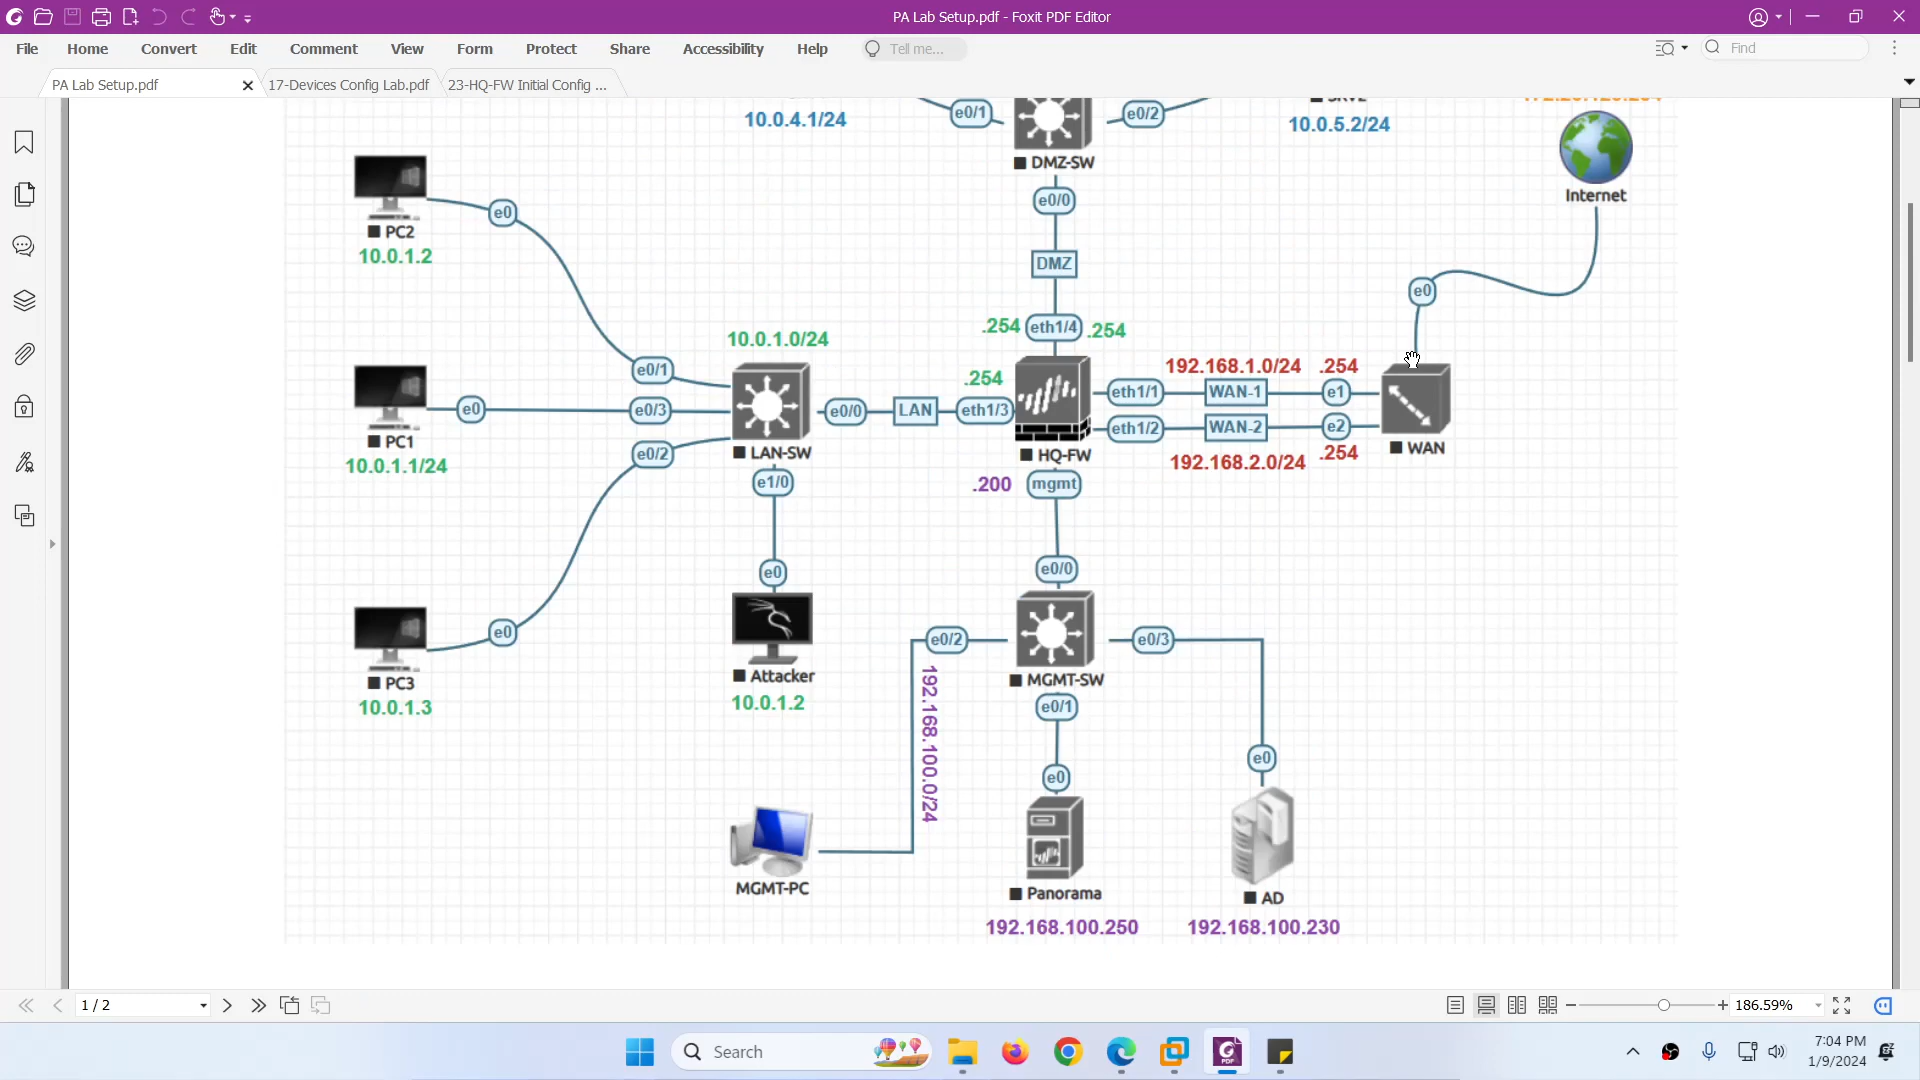 PA Lab Setup.pdf - Foxit PDF Editor
File Home Convert Edit Comment View Form Protect Share Accessibility Help Tell me... Find
PA Lab Setup.pdf 17-Devices Config Lab.pdf 23-HQ-FW Initial Config ...
10.0.4.1/24
e0/1
e0/2
10.0.5.2/24
DMZ-SW
Internet
e0/0
PC2
e0
10.0.1.2
DMZ
e0
10.0.1.0/24
.254
eth1/4
.254
e0/1
.254
192.168.1.0/24
.254
eth1/1
WAN-1
e1
e0
e0/3
e0/0
LAN
eth1/3
eth1/2
WAN-2
e2
PC1
10.0.1.1/24
e0/2
LAN-SW
HQ-FW
192.168.2.0/24
.254
WAN
e1/0
.200
mgmt
e0
e0/0
e0
e0/2
e0/3
PC3
10.0.1.3
Attacker
10.0.1.2
MGMT-SW
192.168.100.0/24
e0/1
e0
e0
MGMT-PC
Panorama
AD
192.168.100.250
192.168.100.230
1 / 2
186.59%
Search
7:04 PM
1/9/2024